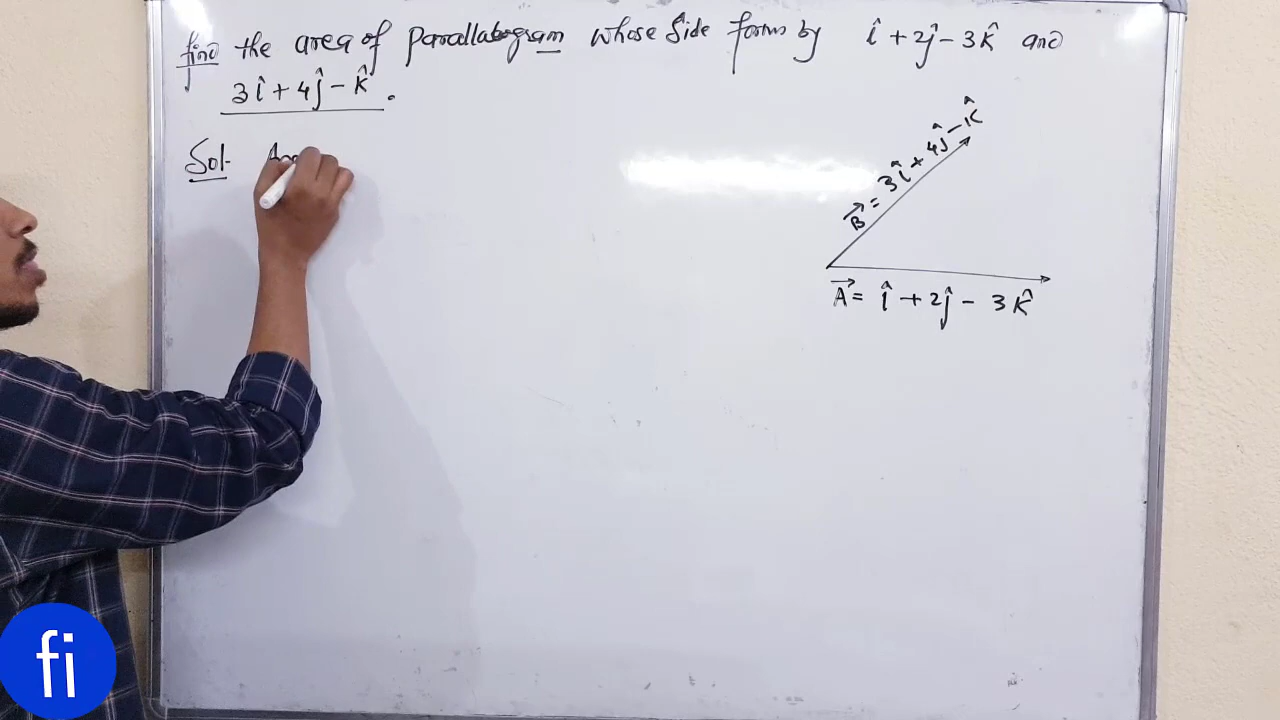 find the area of Parallabogram whose Side forms by î + 2ĵ - 3k̂ and
3î + 4ĵ - k̂.
Sol-
B⃗ = 3î + 4ĵ - k̂
A⃗ = î + 2ĵ - 3k̂
fi